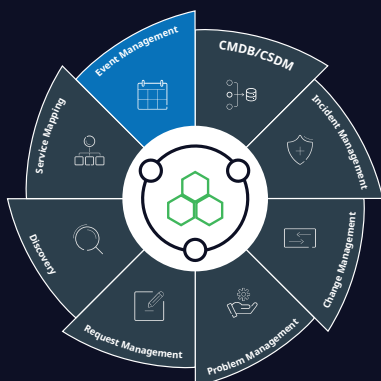 Event Management
CMDB/CSDM
Incident Management
Change Management
Problem Management
Request Management
Discovery
Service Mapping